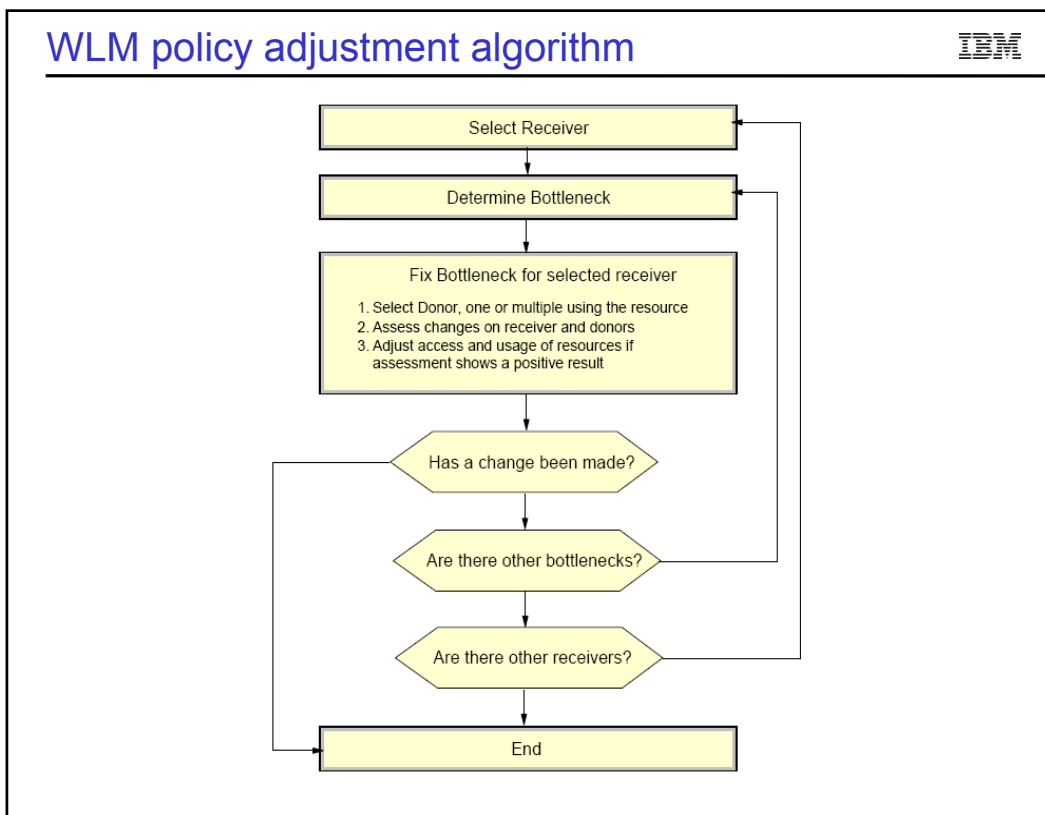 WLM policy adjustment algorithm
IBM
Select Receiver
Determine Bottleneck
Fix Bottleneck for selected receiver
1. Select Donor, one or multiple using the resource
2. Assess changes on receiver and donors
3. Adjust access and usage of resources if
assessment shows a positive result
Has a change been made?
Are there other bottlenecks?
Are there other receivers?
End